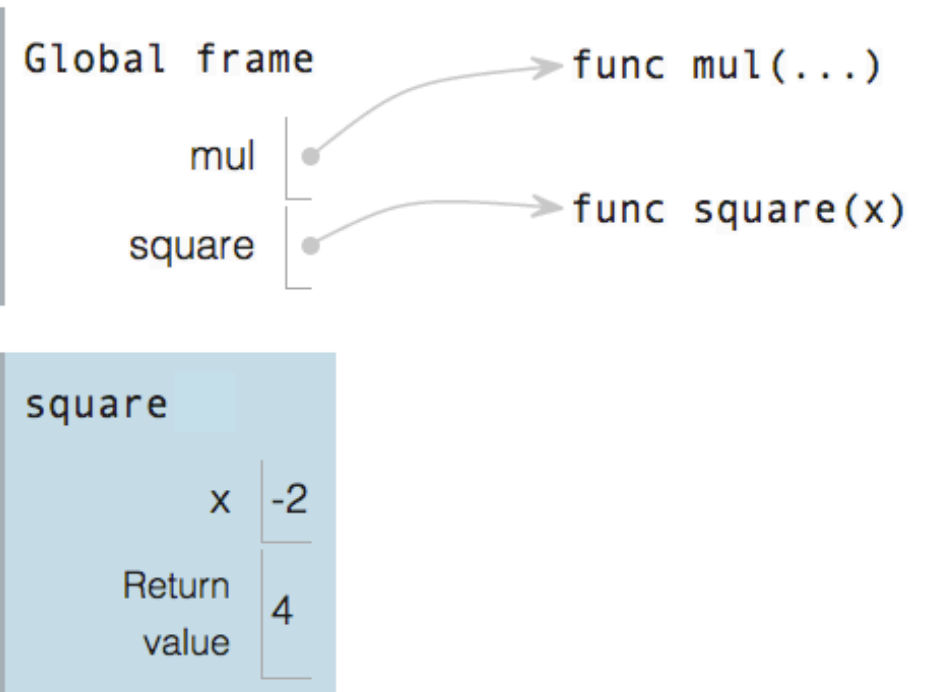 Global frame
func mul(...)
mul
func square(x)
square
square
x -2
Return
value 4